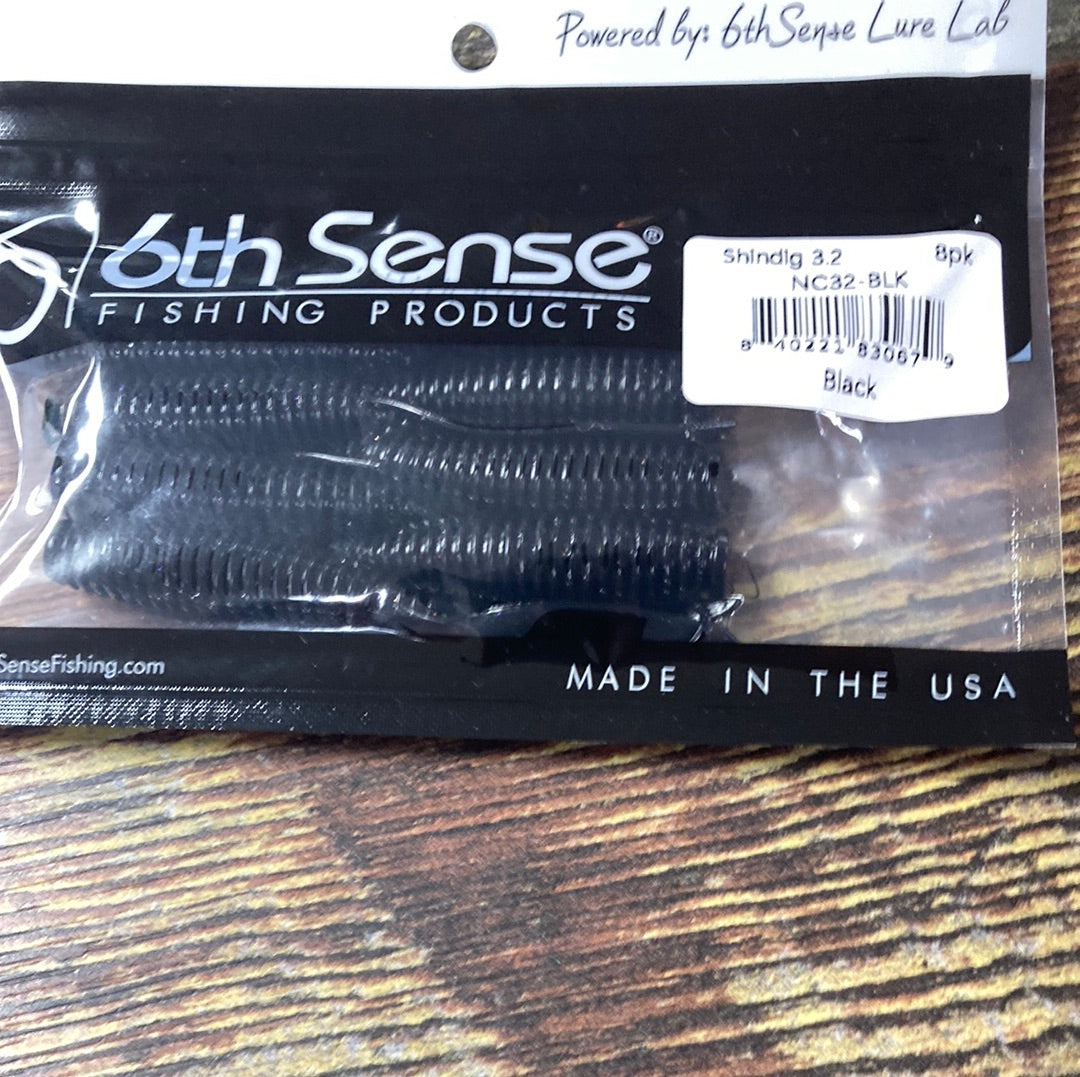 Powered by: 6thSense Lure Lab
6th Sense®
FISHING PRODUCTS
Shindig 3.2 8pk
NC32-BLK
8 40221 83067 9
Black
SenseFishing.com
MADE IN THE USA